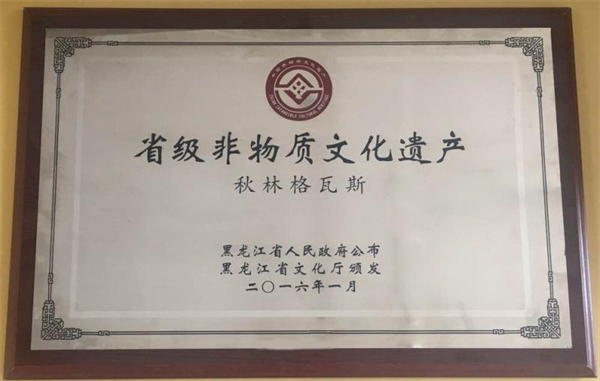 省级非物质文化遗产
秋林格瓦斯
黑龙江省人民政府公布
黑龙江省文化厅颁发
二〇一六年一月